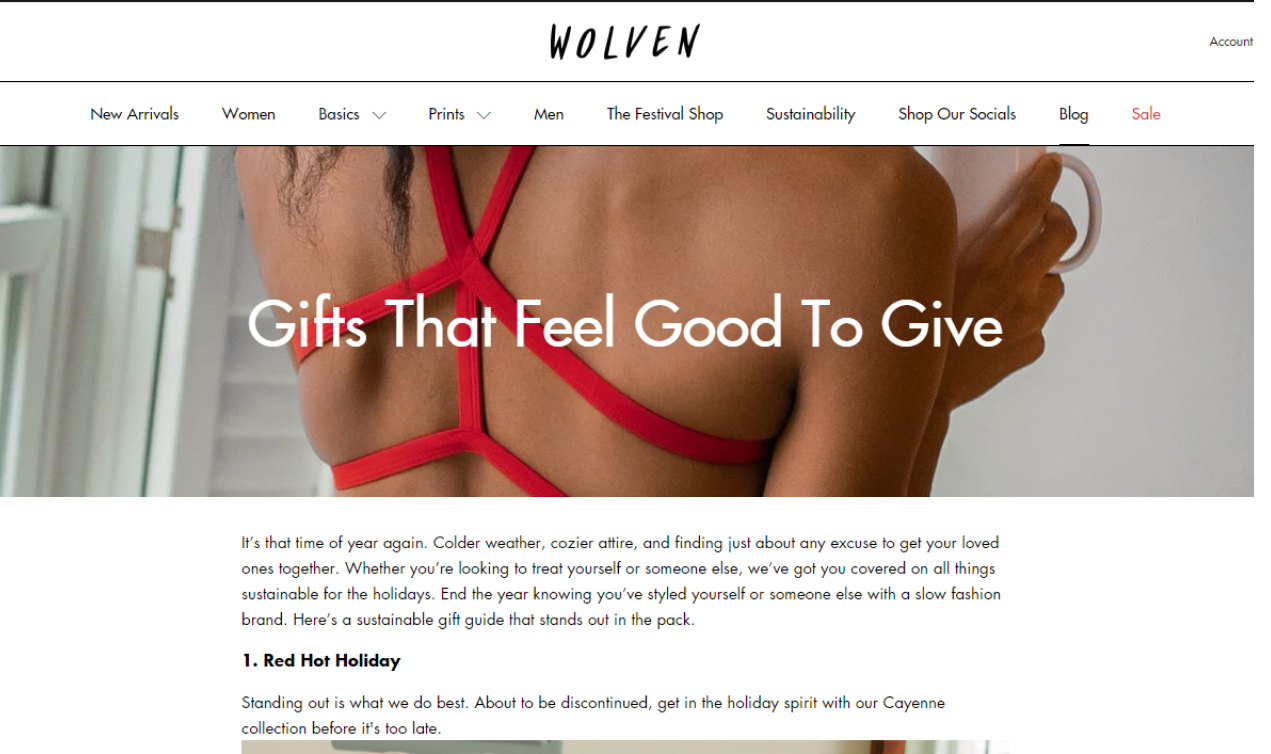 WOLVEN
Account
New Arrivals Women Basics Prints Men The Festival Shop Sustainability Shop Our Socials Blog Sale
Gifts That Feel Good To Give
It’s that time of year again. Colder weather, cozier attire, and finding just about any excuse to get your loved
ones together. Whether you’re looking to treat yourself or someone else, we’ve got you covered on all things
sustainable for the holidays. End the year knowing you’ve styled yourself or someone else with a slow fashion
brand. Here’s a sustainable gift guide that stands out in the pack.
1. Red Hot Holiday
Standing out is what we do best. About to be discontinued, get in the holiday spirit with our Cayenne
collection before it's too late.